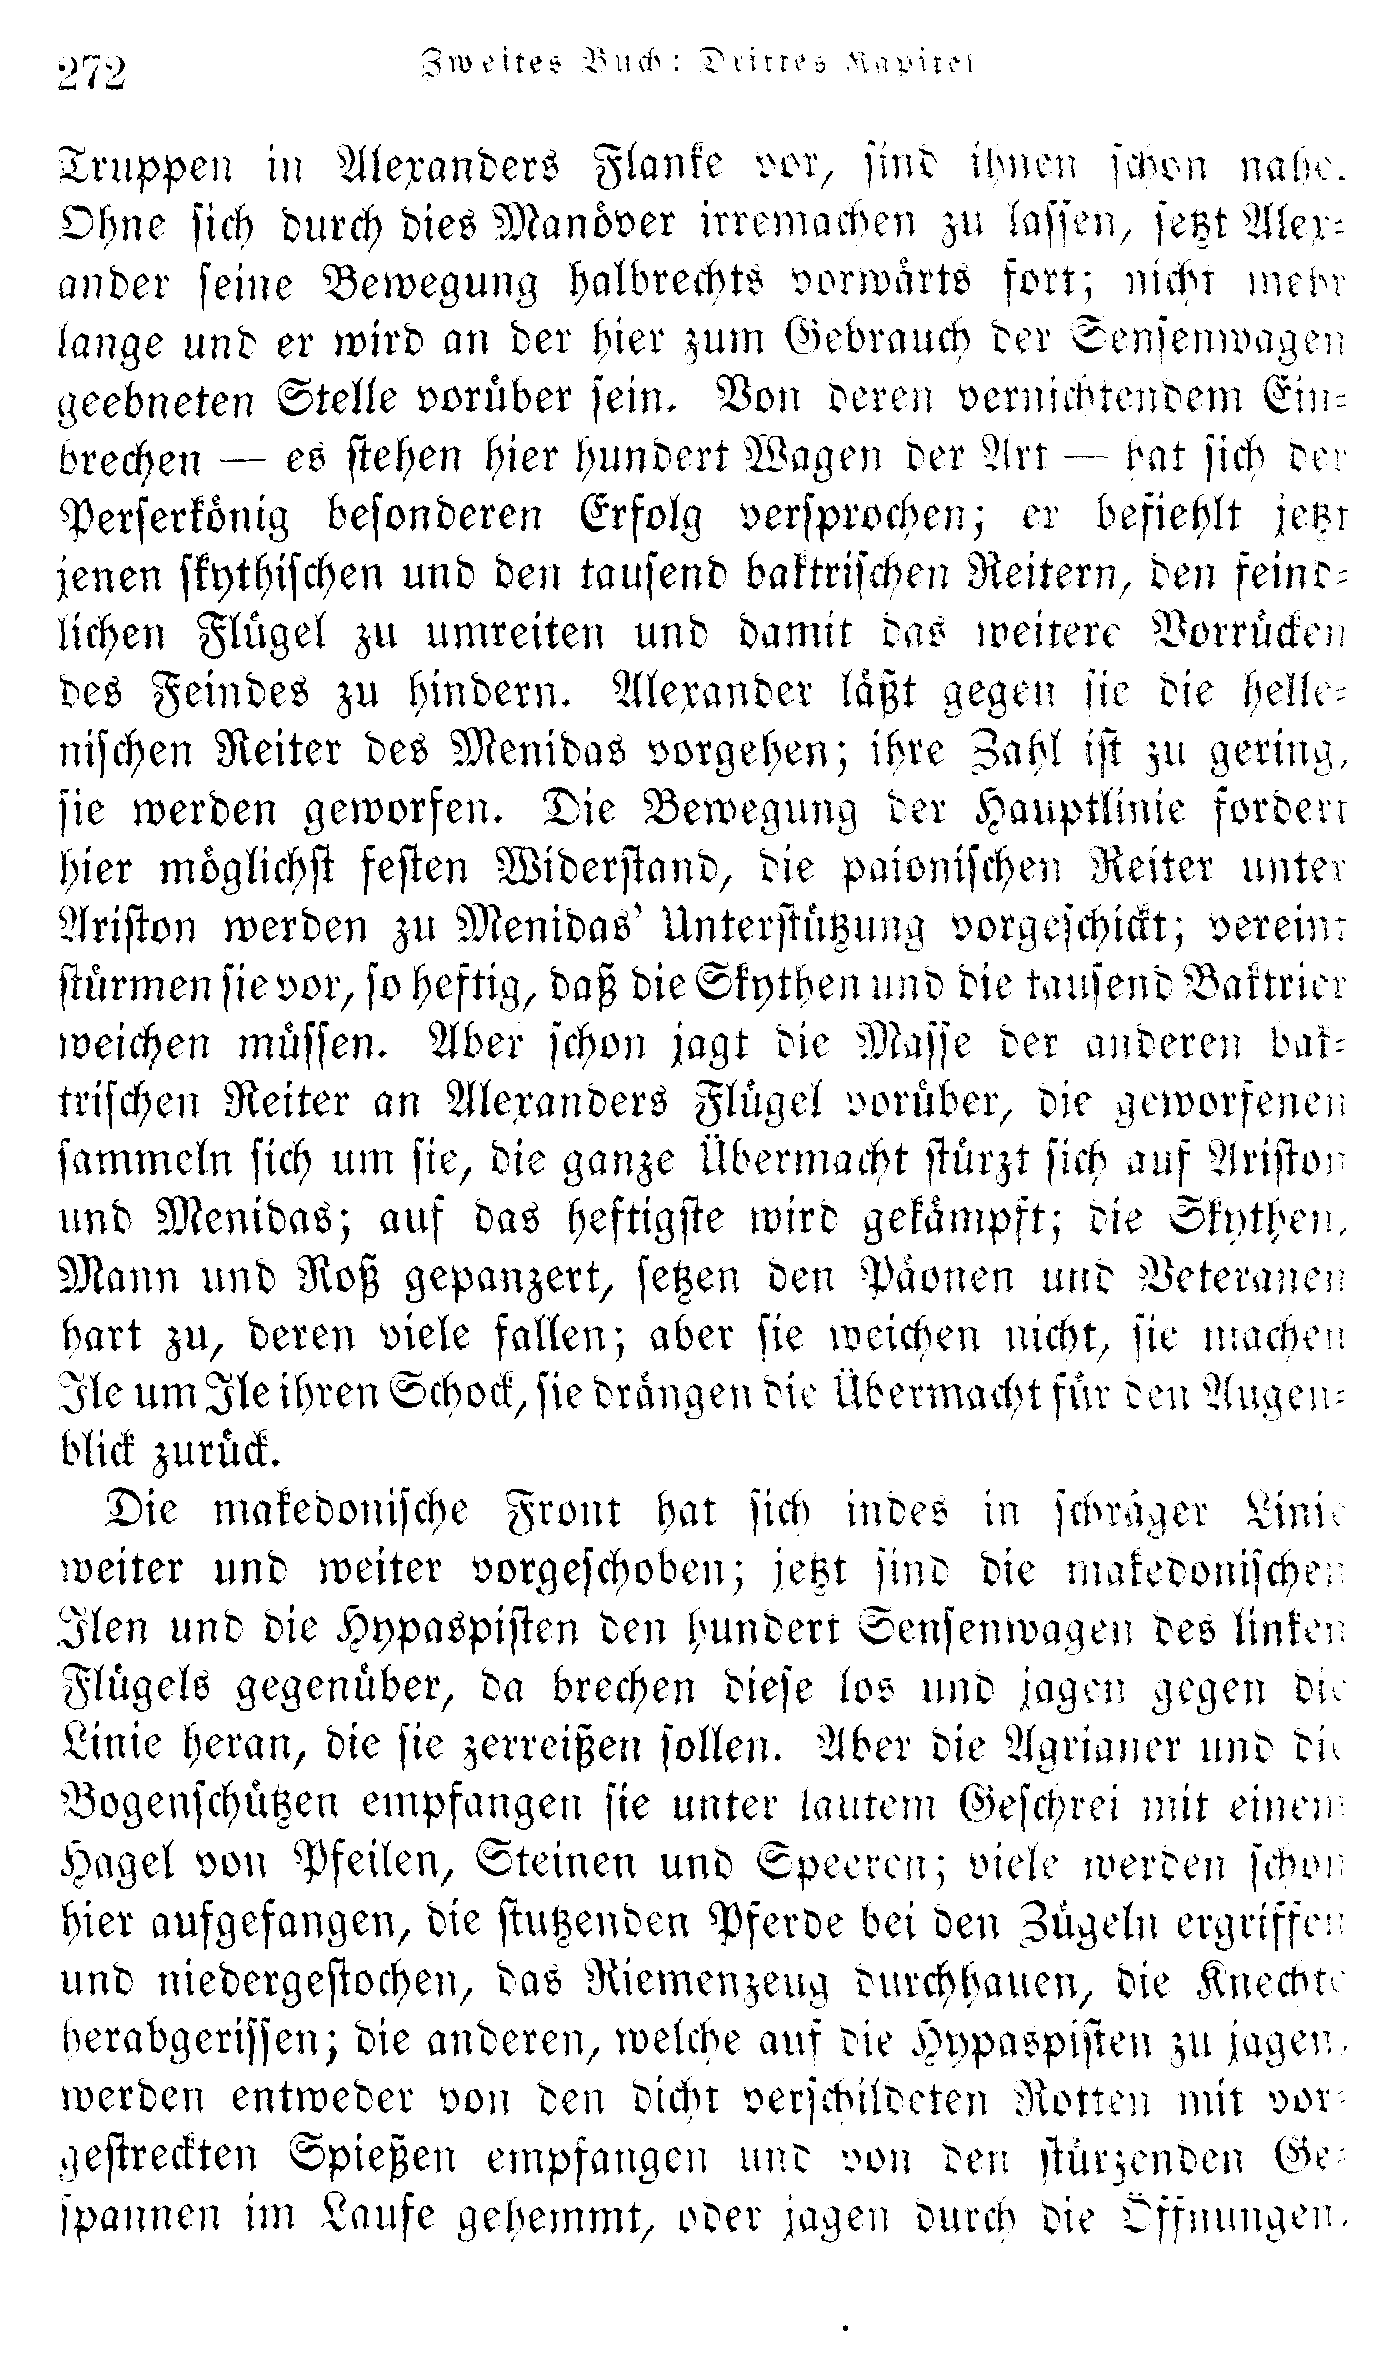 272
Zweites Buch: Drittes Kapitel
Truppen in Alexanders Flanke vor, sind ihnen schon nahe.
Ohne sich durch dies Manöver irremachen zu lassen, setzt Alex-
ander seine Bewegung halbrechts vorwärts fort; nicht mehr
lange und er wird an der hier zum Gebrauch der Sensenwagen
geebneten Stelle vorüber sein. Von deren vernichtendem Ein-
brechen — es stehen hier hundert Wagen der Art — hat sich der
Perserkönig besonderen Erfolg versprochen; er befiehlt jetzt
jenen skythischen und den tausend baktrischen Reitern, den feind-
lichen Flügel zu umreiten und damit das weitere Vorrücken
des Feindes zu hindern. Alexander läßt gegen sie die helle-
nischen Reiter des Menidas vorgehen; ihre Zahl ist zu gering,
sie werden geworfen. Die Bewegung der Hauptlinie fordert
hier möglichst festen Widerstand, die paionischen Reiter unter
Ariston werden zu Menidas' Unterstützung vorgeschickt; vereint
stürmen sie vor, so heftig, daß die Skythen und die tausend Baktrier
weichen müssen. Aber schon jagt die Masse der anderen bak-
trischen Reiter an Alexanders Flügel vorüber, die geworfenen
sammeln sich um sie, die ganze Übermacht stürzt sich auf Ariston
und Menidas; auf das heftigste wird gekämpft; die Skythen,
Mann und Roß gepanzert, setzen den Päonen und Veteranen
hart zu, deren viele fallen; aber sie weichen nicht, sie machen
Ile um Ile ihren Schock, sie drängen die Übermacht für den Augen-
blick zurück.
Die makedonische Front hat sich indes in schräger Linie
weiter und weiter vorgeschoben; jetzt sind die makedonischen
Ilen und die Hypaspisten den hundert Sensenwagen des linken
Flügels gegenüber, da brechen diese los und jagen gegen die
Linie heran, die sie zerreißen sollen. Aber die Agrianer und die
Bogenschützen empfangen sie unter lautem Geschrei mit einem
Hagel von Pfeilen, Steinen und Speeren; viele werden schon
hier aufgefangen, die stutzenden Pferde bei den Zügeln ergriffen
und niedergestochen, das Riemenzeug durchhauen, die Knechte
herabgerissen; die anderen, welche auf die Hypaspisten zu jagen,
werden entweder von den dicht verschildeten Rotten mit vor-
gestreckten Spießen empfangen und von den stürzenden Ge-
spannen im Laufe gehemmt, oder jagen durch die Öffnungen,